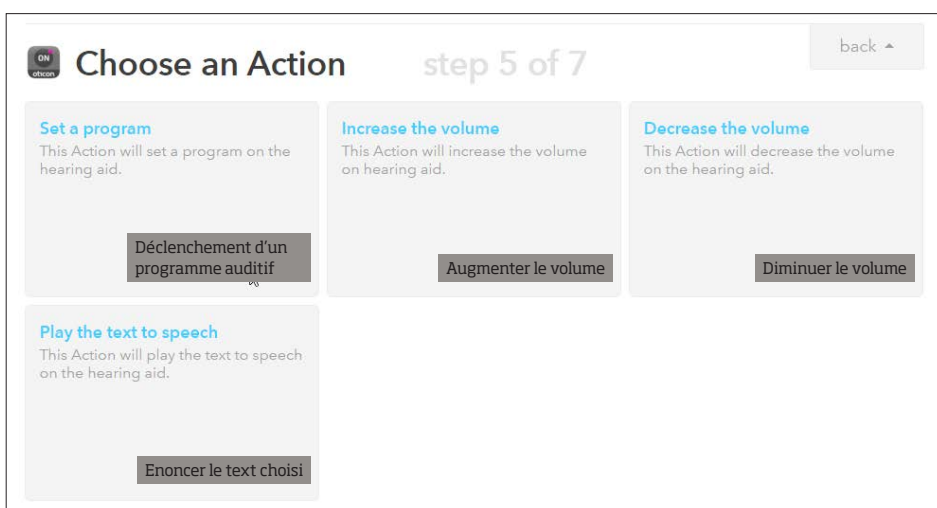 ON
oticon
Choose an Action
step 5 of 7
back
Set a program
This Action will set a program on the
hearing aid.
Déclenchement d'un
programme auditif
Increase the volume
This Action will increase the volume
on hearing aid.
Augmenter le volume
Decrease the volume
This Action will decrease the volume
on the hearing aid.
Diminuer le volume
Play the text to speech
This Action will play the text to speech
on the hearing aid.
Enoncer le text choisi